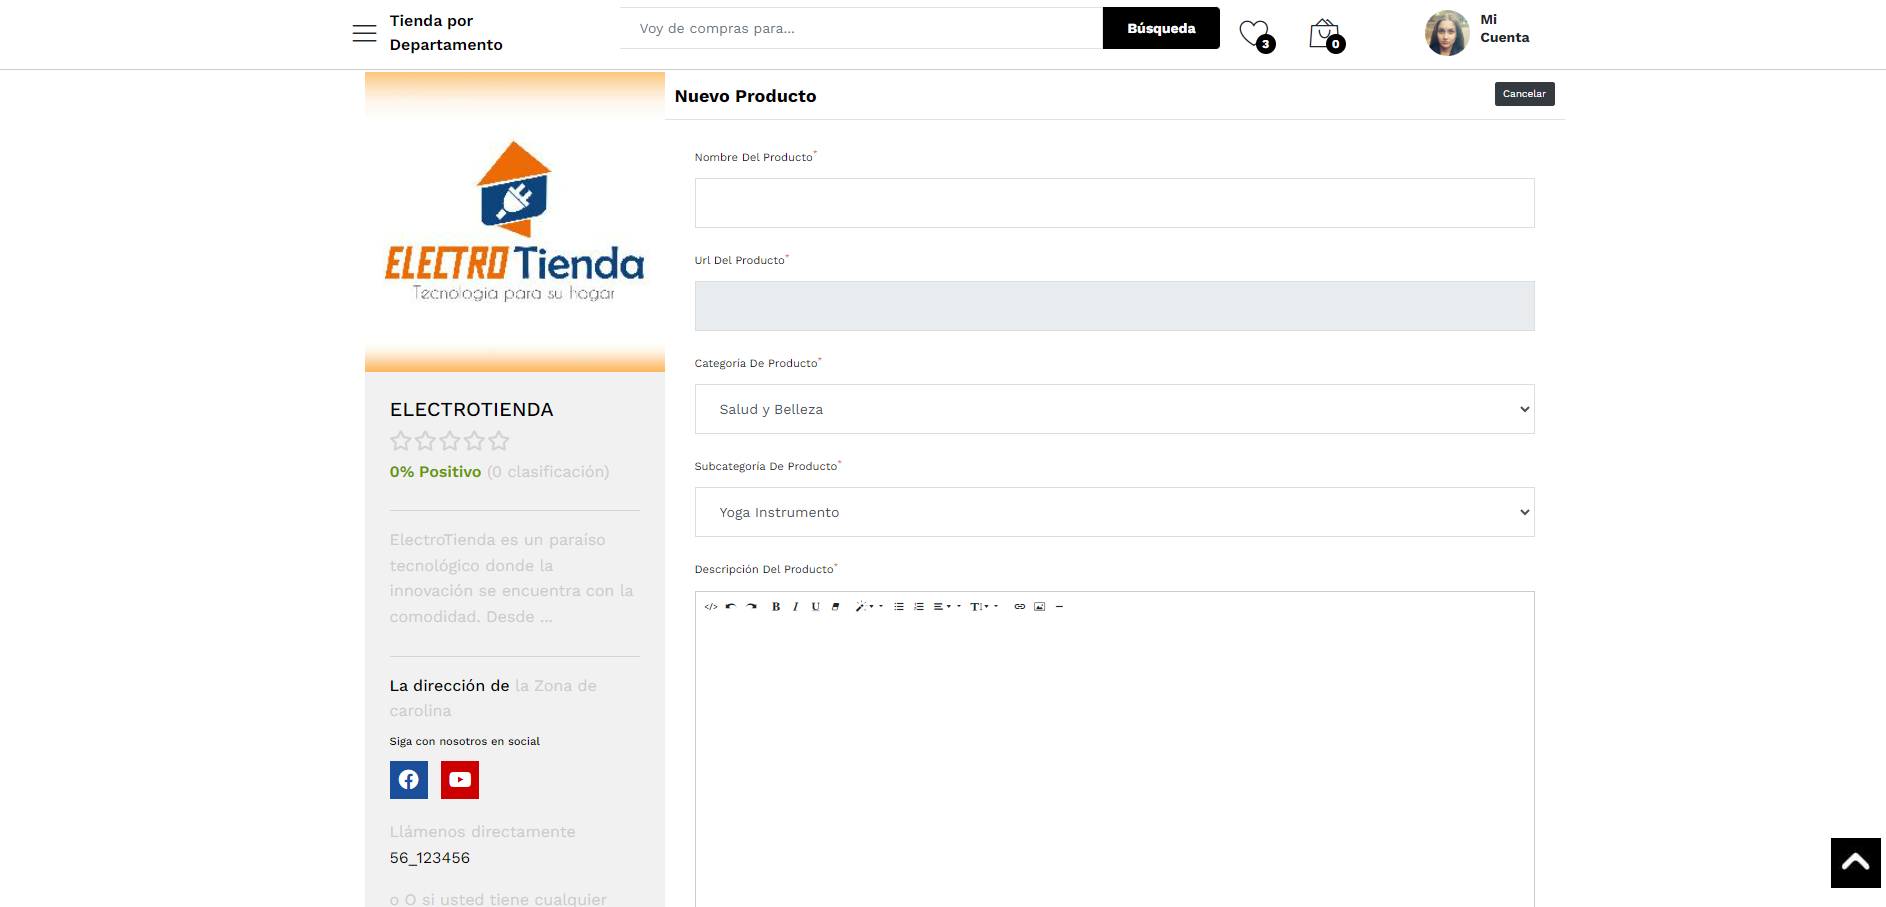 Tienda por
Departamento
Voy de compras para...
Búsqueda
3
0
Mi
Cuenta
Nuevo Producto
Cancelar
ELECTRO Tienda
Tecnologia para su hogar
Nombre Del Producto*
Url Del Producto*
Categoría De Producto*
Salud y Belleza
Subcategoría De Producto*
Yoga Instrumento
Descripción Del Producto*
</> B I U T
ELECTROTIENDA
0% Positivo (0 clasificación)
ElectroTienda es un paraíso
tecnológico donde la
innovación se encuentra con la
comodidad. Desde ...
La dirección de la Zona de
carolina
Siga con nosotros en social
Llámenos directamente
56_123456
o O si usted tiene cualquier